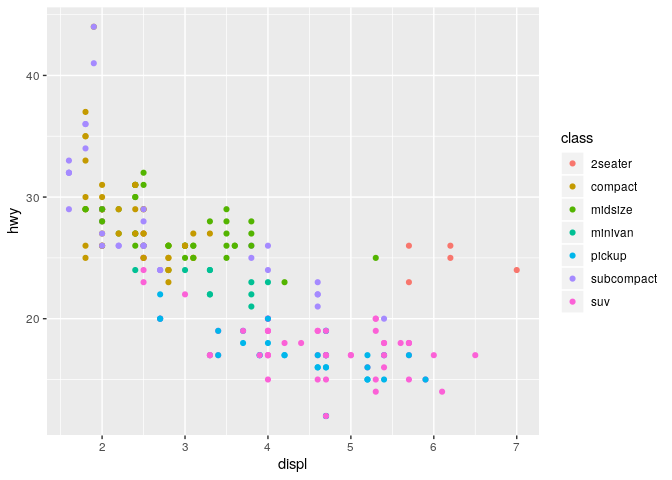 40
30
20
hwy
2
3
4
5
6
7
displ
class
2seater
compact
midsize
minivan
pickup
subcompact
suv